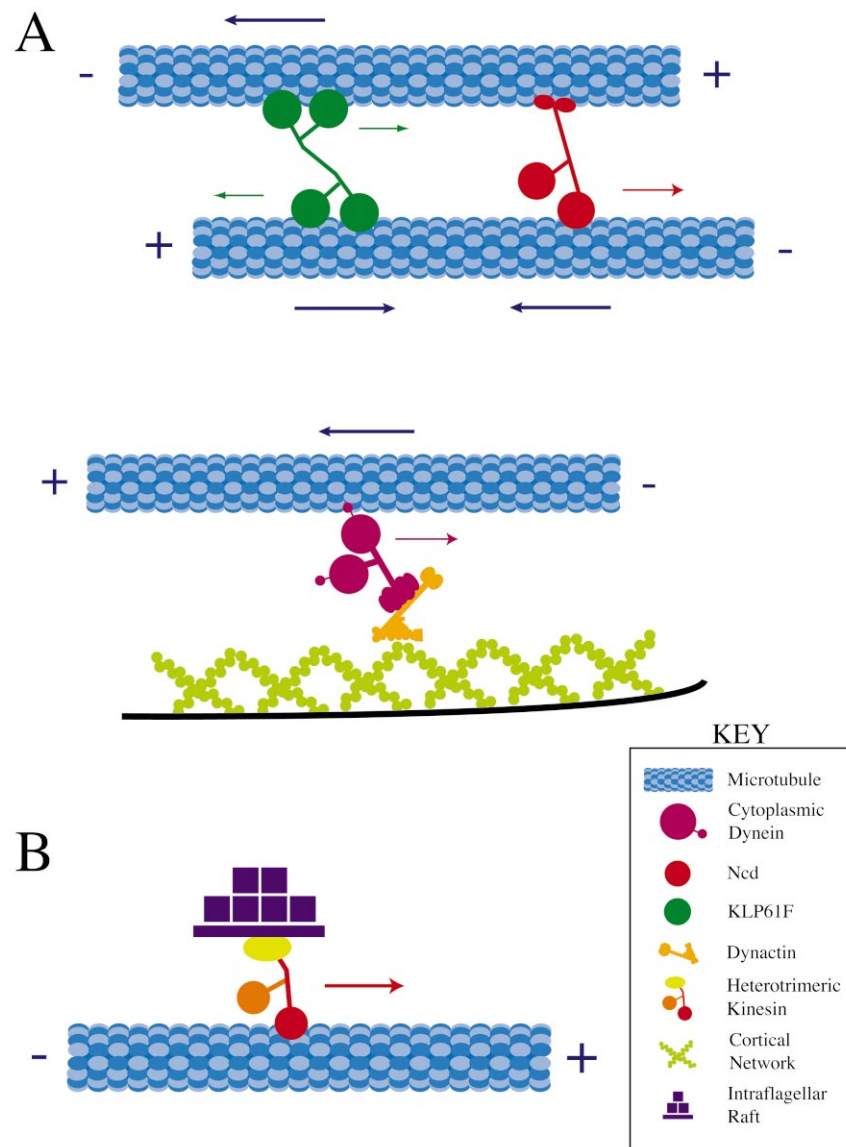 A
- +
+ -
+ -
KEY
Microtubule
Cytoplasmic
Dynein
Ncd
KLP61F
Dynactin
Heterotrimeric
Kinesin
Cortical
Network
Intraflagellar
Raft
B
- +